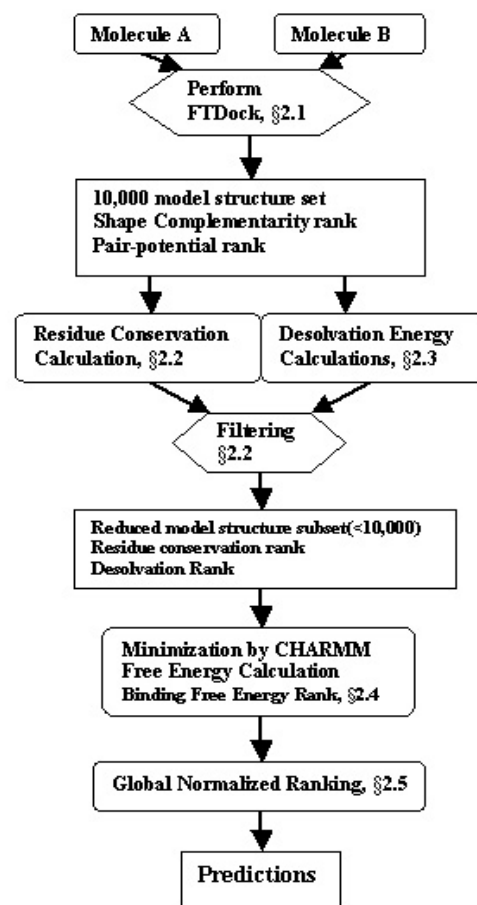 Molecule A
Molecule B
Perform
FTDock, §2.1
10,000 model structure set
Shape Complementarity rank
Pair-potential rank
Residue Conservation
Calculation, §2.2
Desolvation Energy
Calculations, §2.3
Filtering
§2.2
Reduced model structure subset(<10,000)
Residue conservation rank
Desolvation Rank
Minimization by CHARMM
Free Energy Calculation
Binding Free Energy Rank, §2.4
Global Normalized Ranking, §2.5
Predictions